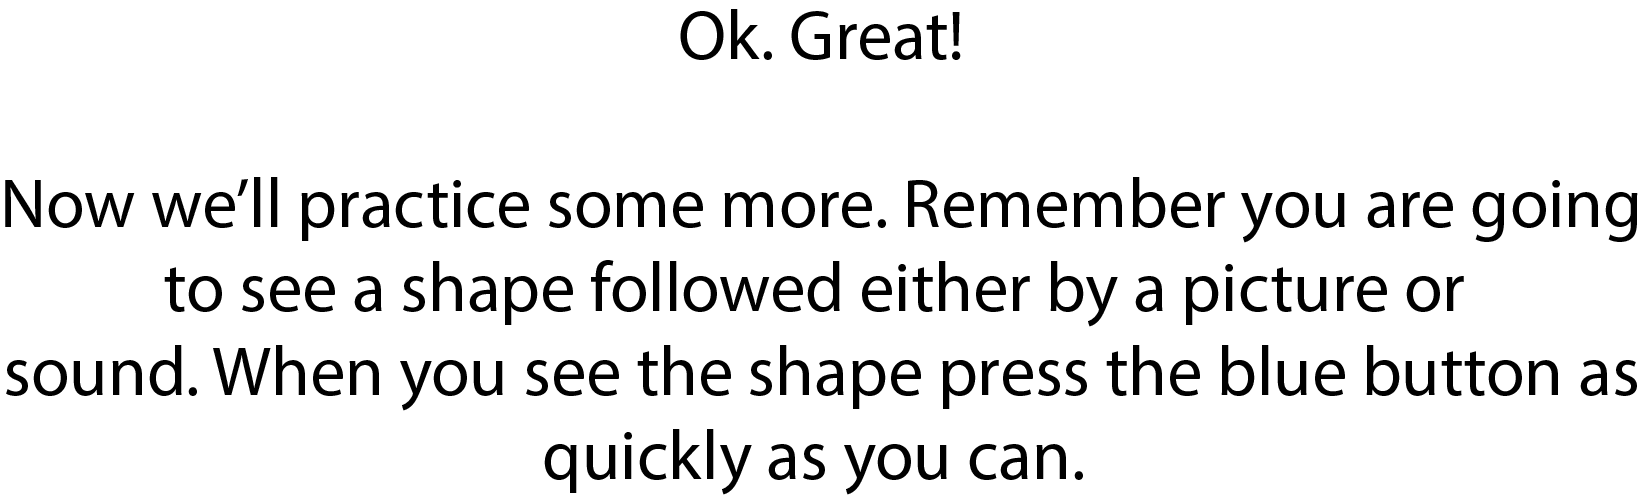 Ok. Great!
Now we’ll practice some more. Remember you are going
to see a shape followed either by a picture or
sound. When you see the shape press the blue button as
quickly as you can.